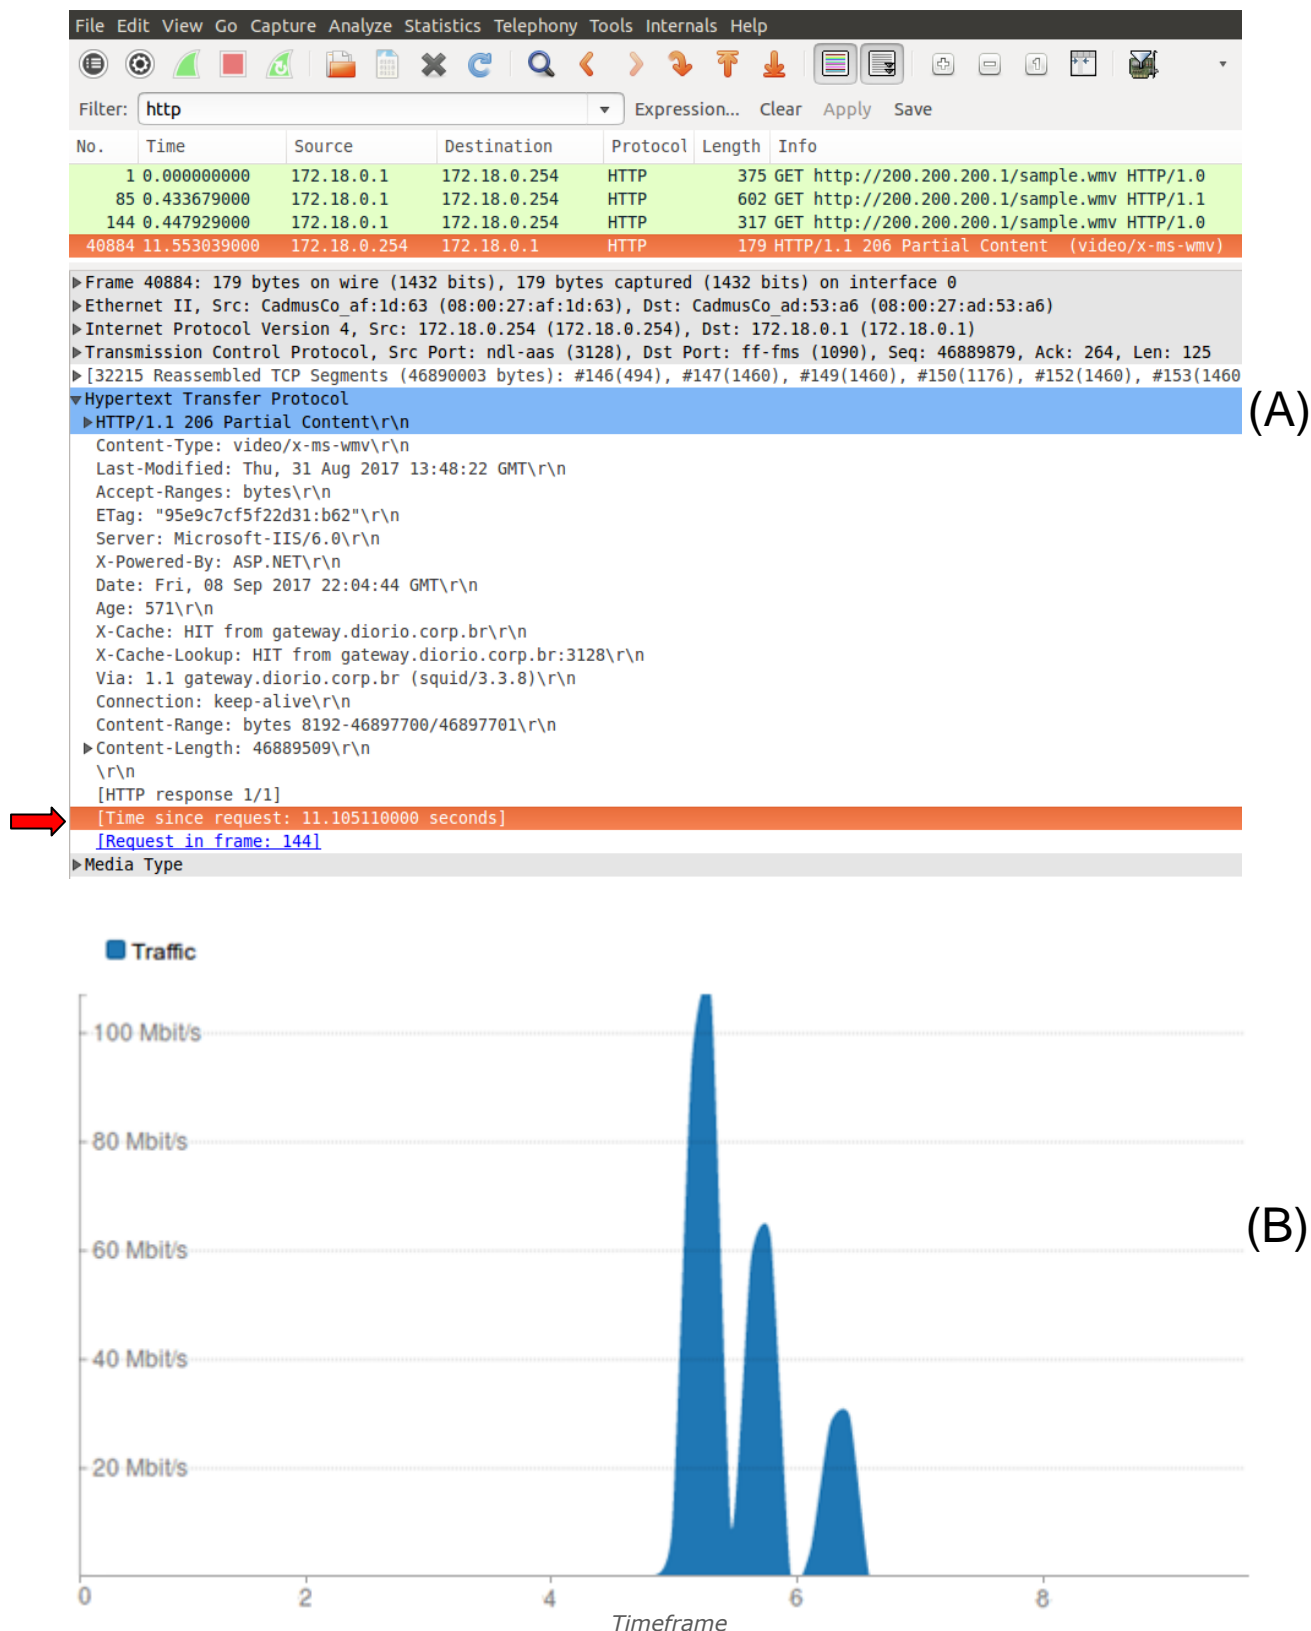 File Edit View Go Capture Analyze Statistics Telephony Tools Internals Help
Filter: http Expression... Clear Apply Save
No. Time Source Destination Protocol Length Info
1 0.000000000 172.18.0.1 172.18.0.254 HTTP 375 GET http://200.200.200.1/sample.wmv HTTP/1.0
85 0.433679000 172.18.0.1 172.18.0.254 HTTP 602 GET http://200.200.200.1/sample.wmv HTTP/1.1
144 0.447929000 172.18.0.1 172.18.0.254 HTTP 317 GET http://200.200.200.1/sample.wmv HTTP/1.0
40884 11.553039000 172.18.0.254 172.18.0.1 HTTP 179 HTTP/1.1 206 Partial Content (video/x-ms-wmv)
Frame 40884: 179 bytes on wire (1432 bits), 179 bytes captured (1432 bits) on interface 0
Ethernet II, Src: CadmusCo_af:1d:63 (08:00:27:af:1d:63), Dst: CadmusCo_ad:53:a6 (08:00:27:ad:53:a6)
Internet Protocol Version 4, Src: 172.18.0.254 (172.18.0.254), Dst: 172.18.0.1 (172.18.0.1)
Transmission Control Protocol, Src Port: ndl-aas (3128), Dst Port: ff-fms (1090), Seq: 46889879, Ack: 264, Len: 125
[32215 Reassembled TCP Segments (46890003 bytes): #146(494), #147(1460), #149(1460), #150(1176), #152(1460), #153(1460
Hypertext Transfer Protocol
(A)
HTTP/1.1 206 Partial Content\r\n
Content-Type: video/x-ms-wmv\r\n
Last-Modified: Thu, 31 Aug 2017 13:48:22 GMT\r\n
Accept-Ranges: bytes\r\n
ETag: "95e9c7cf5f22d31:b62"\r\n
Server: Microsoft-IIS/6.0\r\n
X-Powered-By: ASP.NET\r\n
Date: Fri, 08 Sep 2017 22:04:44 GMT\r\n
Age: 571\r\n
X-Cache: HIT from gateway.diorio.corp.br\r\n
X-Cache-Lookup: HIT from gateway.diorio.corp.br:3128\r\n
Via: 1.1 gateway.diorio.corp.br (squid/3.3.8)\r\n
Connection: keep-alive\r\n
Content-Range: bytes 8192-46897700/46897701\r\n
Content-Length: 46889509\r\n
\r\n
[HTTP response 1/1]
[Time since request: 11.105110000 seconds]
[Request in frame: 144]
Media Type
Traffic
100 Mbit/s
80 Mbit/s
(B)
60 Mbit/s
40 Mbit/s
20 Mbit/s
0 2 4 6 8
Timeframe